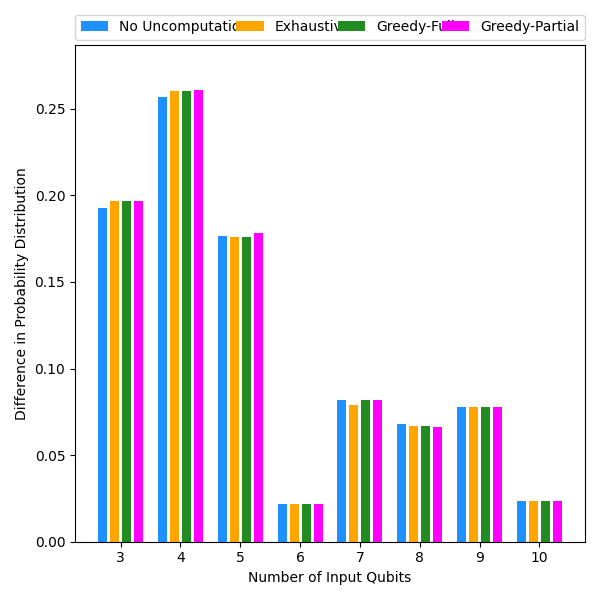 No Uncomputatio Exhaustiv Greedy-Full Greedy-Partial
0.25
0.20
0.15
0.10
0.05
0.00
Difference in Probability Distribution
3 4 5 6 7 8 9 10
Number of Input Qubits